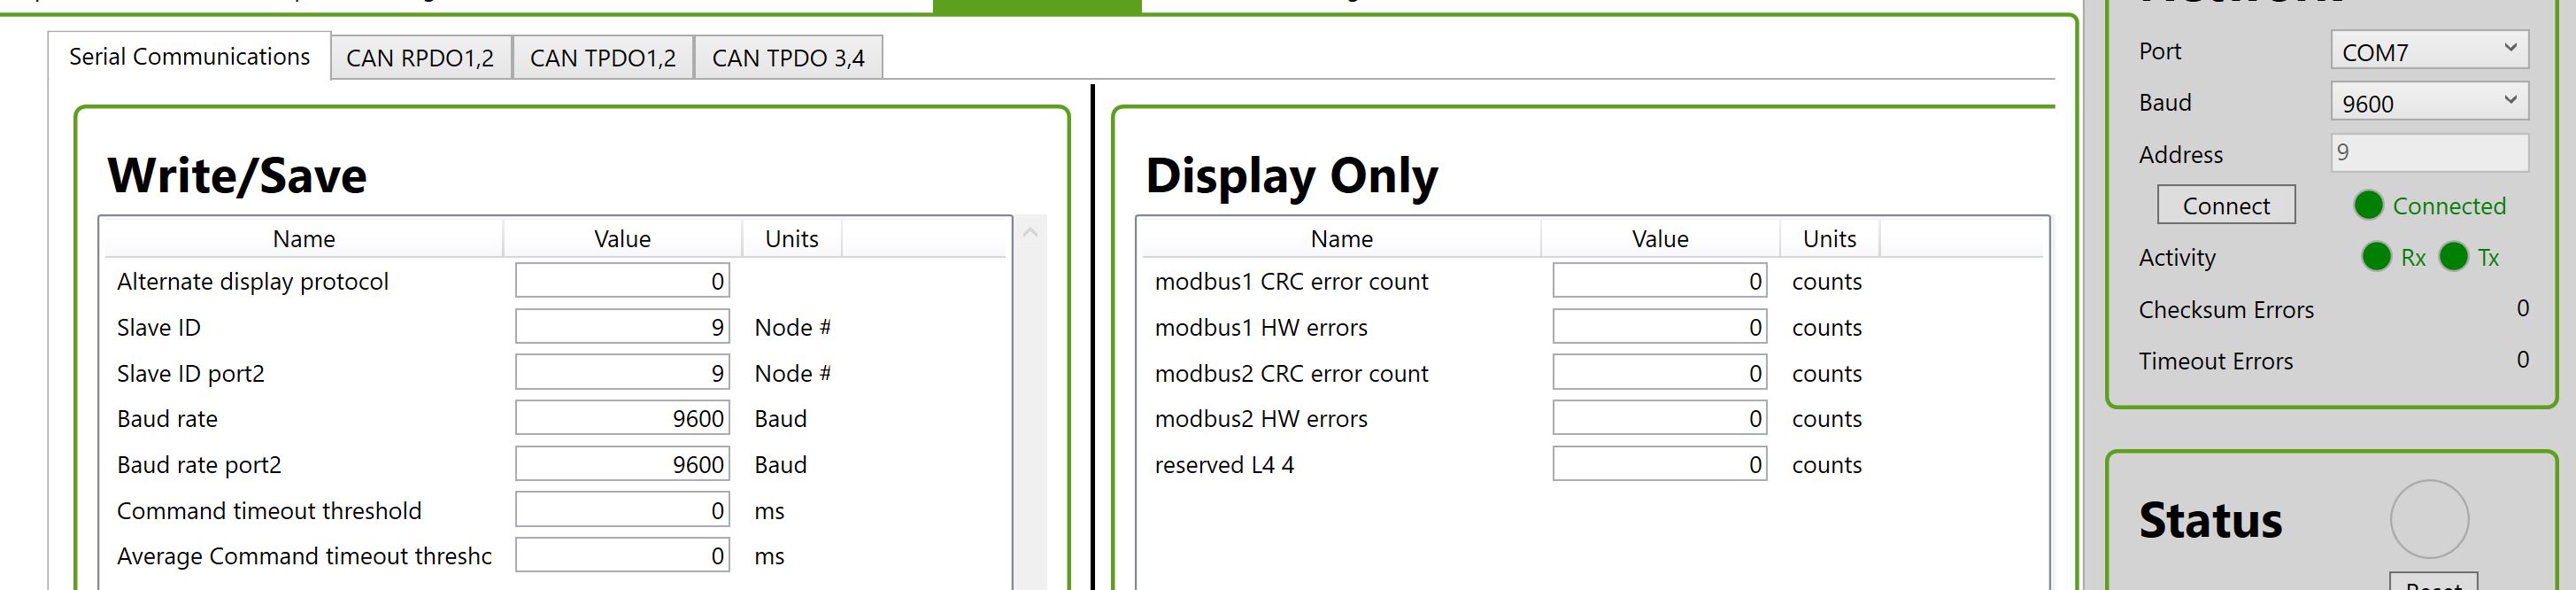 Serial Communications CAN RPDO1,2 CAN TPDO1,2 CAN TPDO 3,4
Write/Save
Name Value Units
Alternate display protocol 0
Slave ID 9 Node #
Slave ID port2 9 Node #
Baud rate 9600 Baud
Baud rate port2 9600 Baud
Command timeout threshold 0 ms
Average Command timeout threshc 0 ms
Display Only
Name Value Units
modbus1 CRC error count 0 counts
modbus1 HW errors 0 counts
modbus2 CRC error count 0 counts
modbus2 HW errors 0 counts
reserved L4 4 0 counts
Port COM7
Baud 9600
Address 9
Connect Connected
Activity Rx Tx
Checksum Errors 0
Timeout Errors 0
Status